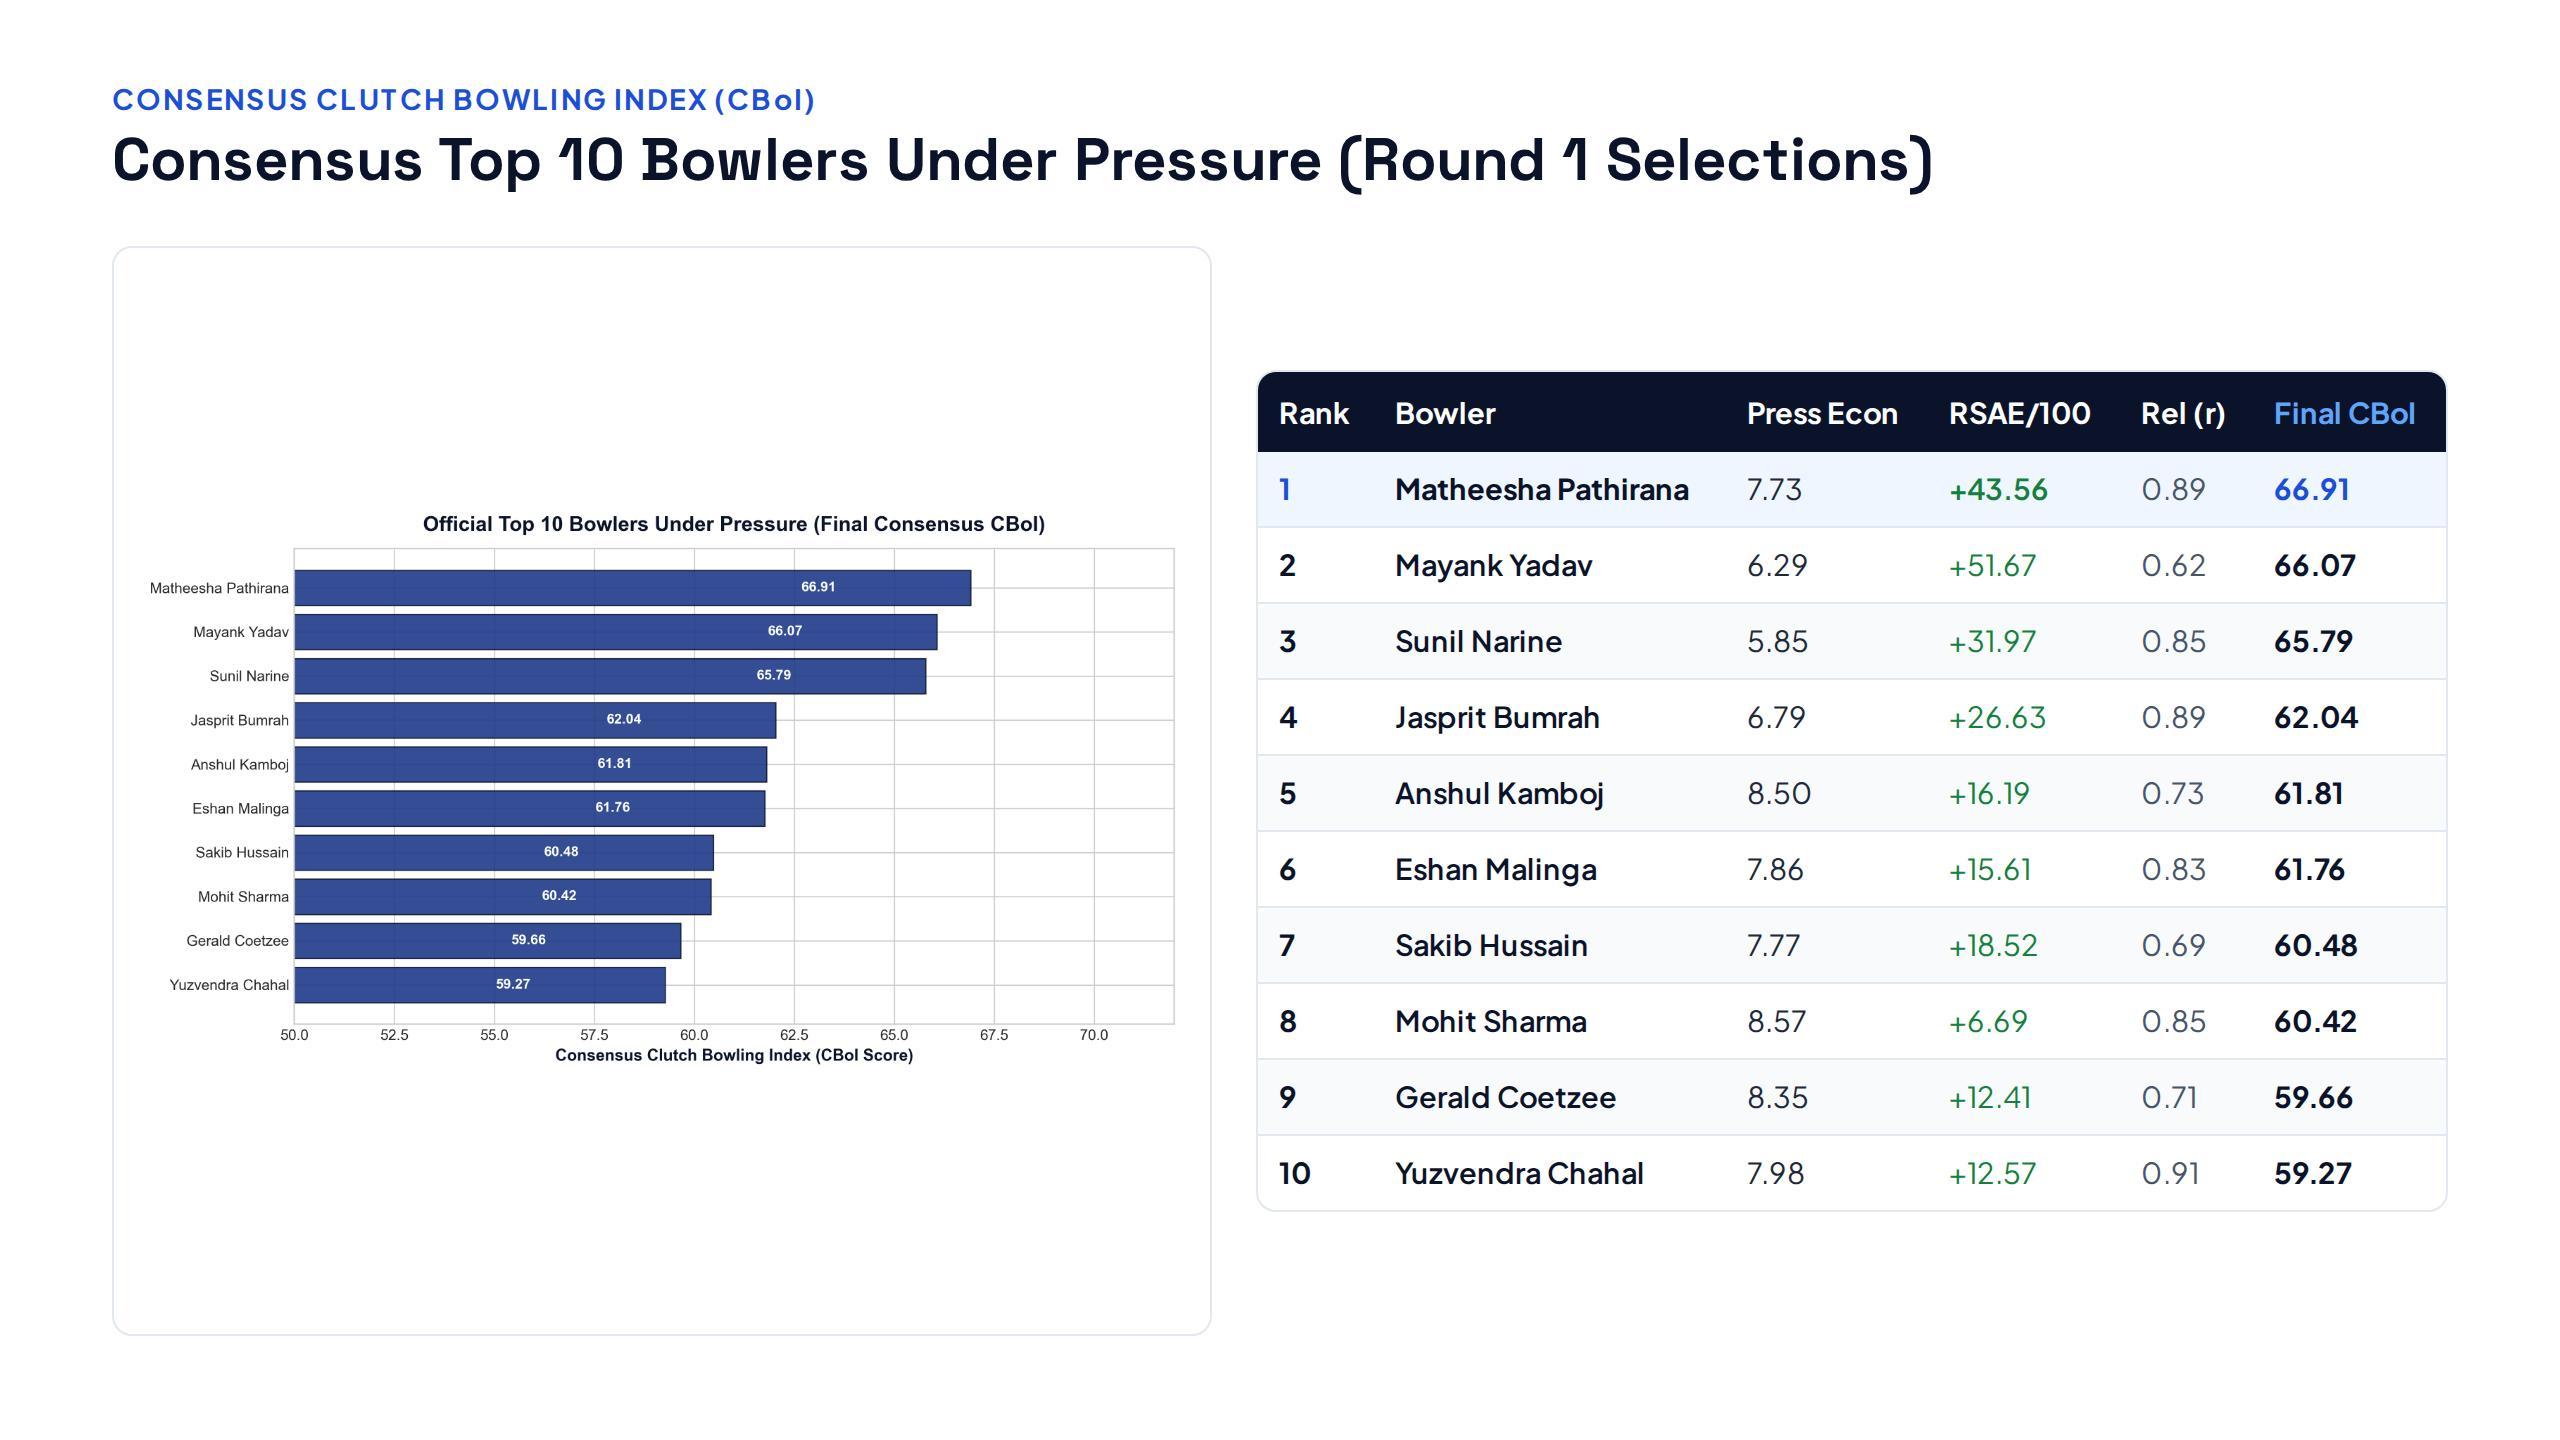 CONSENSUS CLUTCH BOWLING INDEX (CBol)
Consensus Top 10 Bowlers Under Pressure (Round 1 Selections)
Official Top 10 Bowlers Under Pressure (Final Consensus CBol)
Matheesha Pathirana 66.91
Mayank Yadav 66.07
Sunil Narine 65.79
Jasprit Bumrah 62.04
Anshul Kamboj 61.81
Eshan Malinga 61.76
Sakib Hussain 60.48
Mohit Sharma 60.42
Gerald Coetzee 59.66
Yuzvendra Chahal 59.27
50.0 52.5 55.0 57.5 60.0 62.5 65.0 67.5 70.0
Consensus Clutch Bowling Index (CBol Score)
Rank Bowler Press Econ RSAE/100 Rel (r) Final CBol
1 Matheesha Pathirana 7.73 +43.56 0.89 66.91
2 Mayank Yadav 6.29 +51.67 0.62 66.07
3 Sunil Narine 5.85 +31.97 0.85 65.79
4 Jasprit Bumrah 6.79 +26.63 0.89 62.04
5 Anshul Kamboj 8.50 +16.19 0.73 61.81
6 Eshan Malinga 7.86 +15.61 0.83 61.76
7 Sakib Hussain 7.77 +18.52 0.69 60.48
8 Mohit Sharma 8.57 +6.69 0.85 60.42
9 Gerald Coetzee 8.35 +12.41 0.71 59.66
10 Yuzvendra Chahal 7.98 +12.57 0.91 59.27